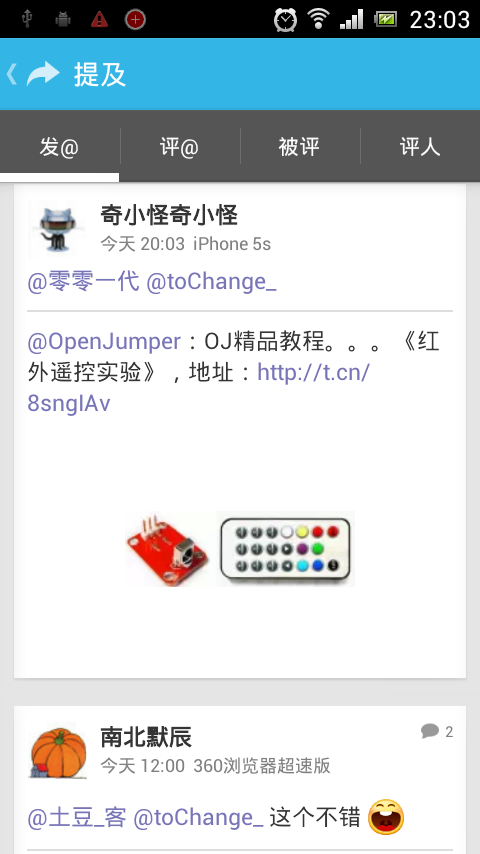 23:03
提及
发@
评@
被评
评人
奇小怪奇小怪
今天 20:03 iPhone 5s
@零零一代 @toChange_
@OpenJumper：OJ精品教程。。。《红
外遥控实验》，地址：http://t.cn/
8sngIAv
南北默辰
2
今天 12:00 360浏览器超速版
@土豆_客 @toChange_ 这个不错